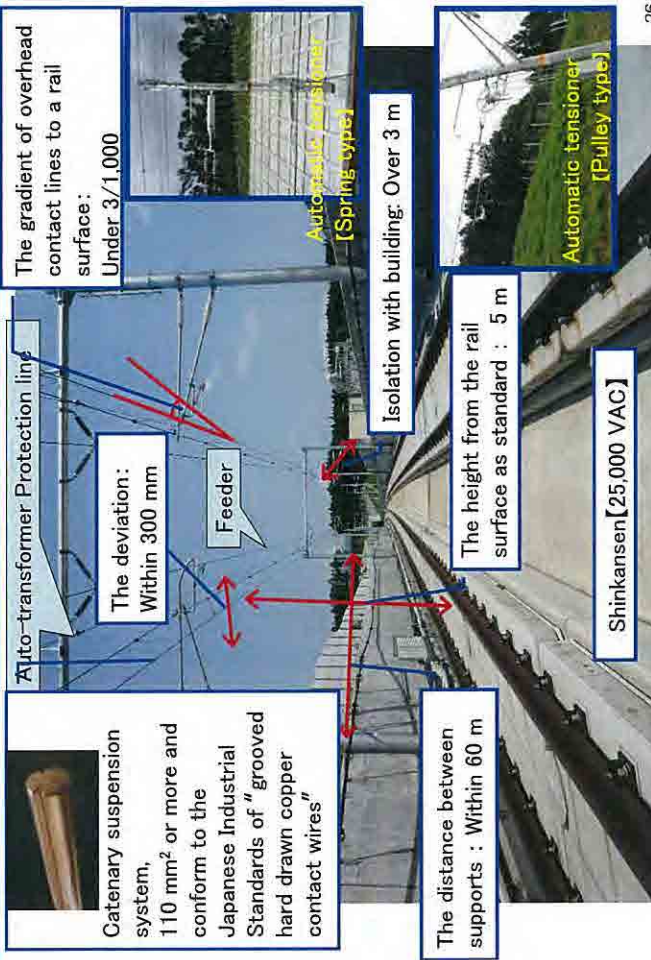 Auto-transformer Protection line
The gradient of overhead
contact lines to a rail
surface:
Under 3/1,000
Catenary suspension
system,
110 mm² or more and
conform to the
Japanese Industrial
Standards of "grooved
hard drawn copper
contact wires"
The deviation:
Within 300 mm
Feeder
Automatic tensioner
【Spring type】
Isolation with building: Over 3 m
The distance between
supports : Within 60 m
The height from the rail
surface as standard : 5 m
Automatic tensioner
【Pulley type】
Shinkansen【25,000 VAC】
26